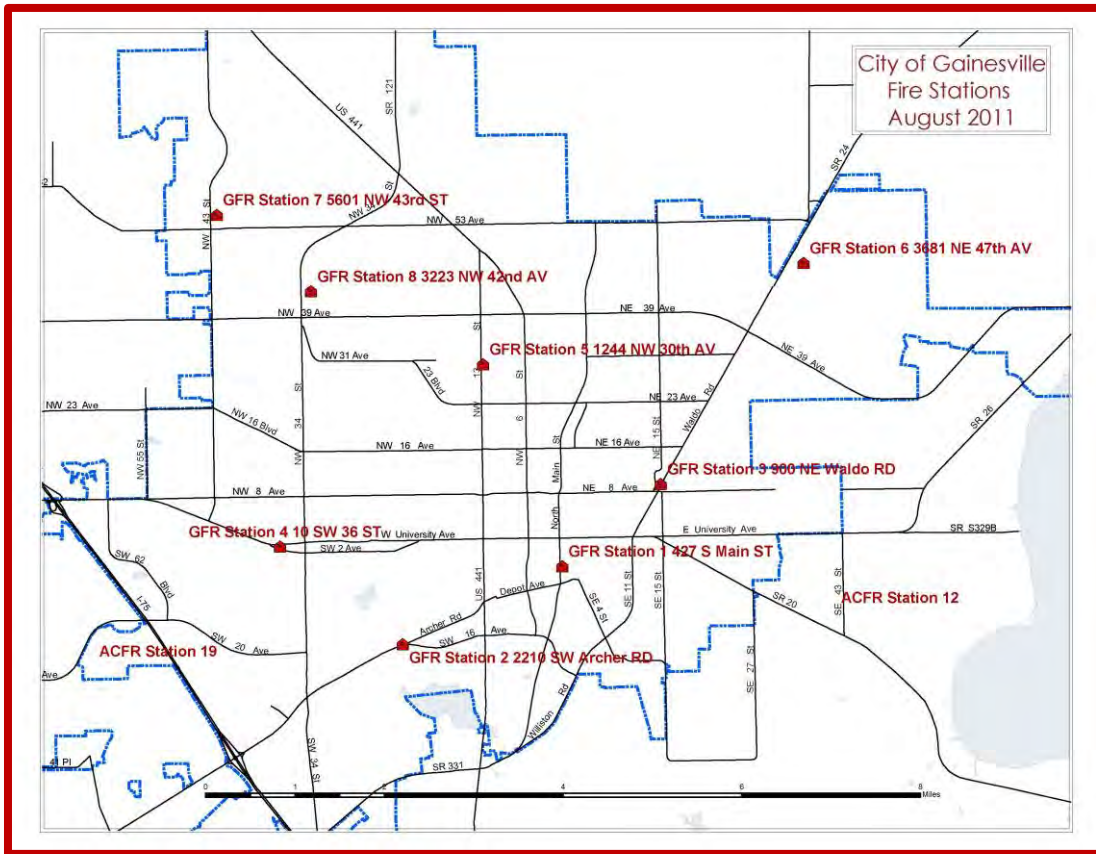 City of Gainesville
Fire Stations
August 2011
US 441
SR 121
SR 24
GFR Station 7 5601 NW 43rd ST
NW 43 St
NW 53 Ave
GFR Station 6 3681 NE 47th AV
GFR Station 8 3223 NW 42nd AV
NW 39 Ave
NE 39 Ave
NE 39 Ave
NW 31 Ave
GFR Station 5 1244 NW 30th AV
23 Blvd
NW 13 St
NW 6 St
NW 34 St
NW 23 Ave
NE 23 Ave
Waldo Rd
SR 26
NW 16 Blvd
NW 55 St
NW 16 Ave
NE 16 Ave
NE 15 St
North Main St
GFR Station 3 900 NE Waldo RD
NW 8 Ave
NE 8 Ave
GFR Station 4 10 SW 36 ST
W University Ave
E University Ave
SR S329B
SW 2 Ave
SW 62 Blvd
GFR Station 1 427 S Main ST
I-75
US 441
Depot Ave
SE 4 St
SE 11 St
SE 15 St
SE 43 St
SR 20
ACFR Station 12
Archer Rd
SW 16 Ave
SW 20 Ave
ACFR Station 19
GFR Station 2 2210 SW Archer RD
Ave
SE 27 St
Williston Rd
SW 34 St
SR 331
41 Pl
0 2 4 6 8
Miles